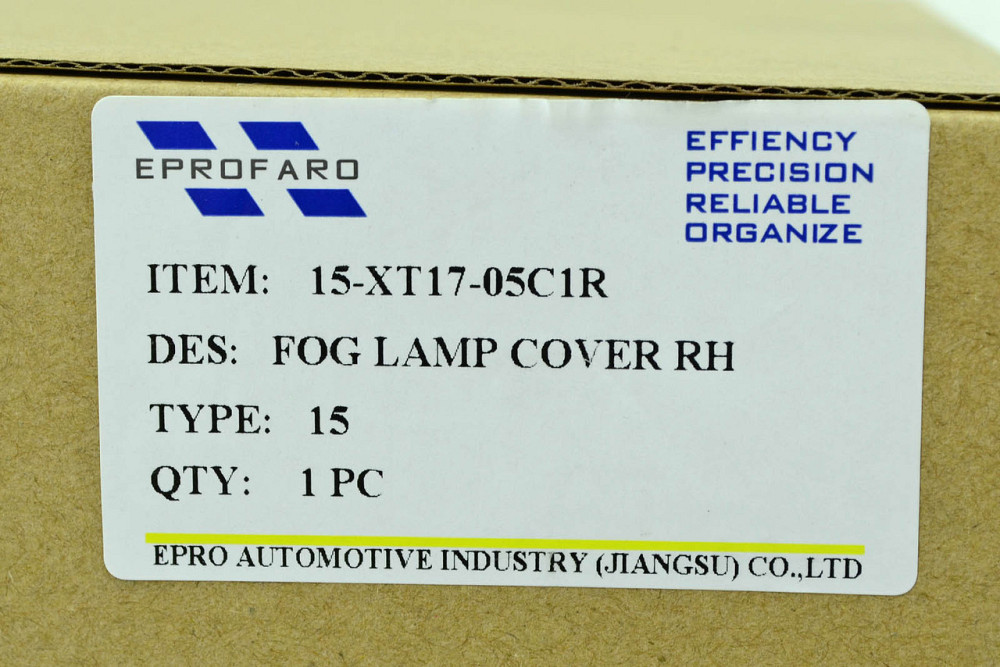 EPROFARO
EFFIENCY
PRECISION
RELIABLE
ORGANIZE
ITEM: 15-XT17-05C1R
DES: FOG LAMP COVER RH
TYPE: 15
QTY: 1 PC
EPRO AUTOMOTIVE INDUSTRY (JIANGSU) CO.,LTD